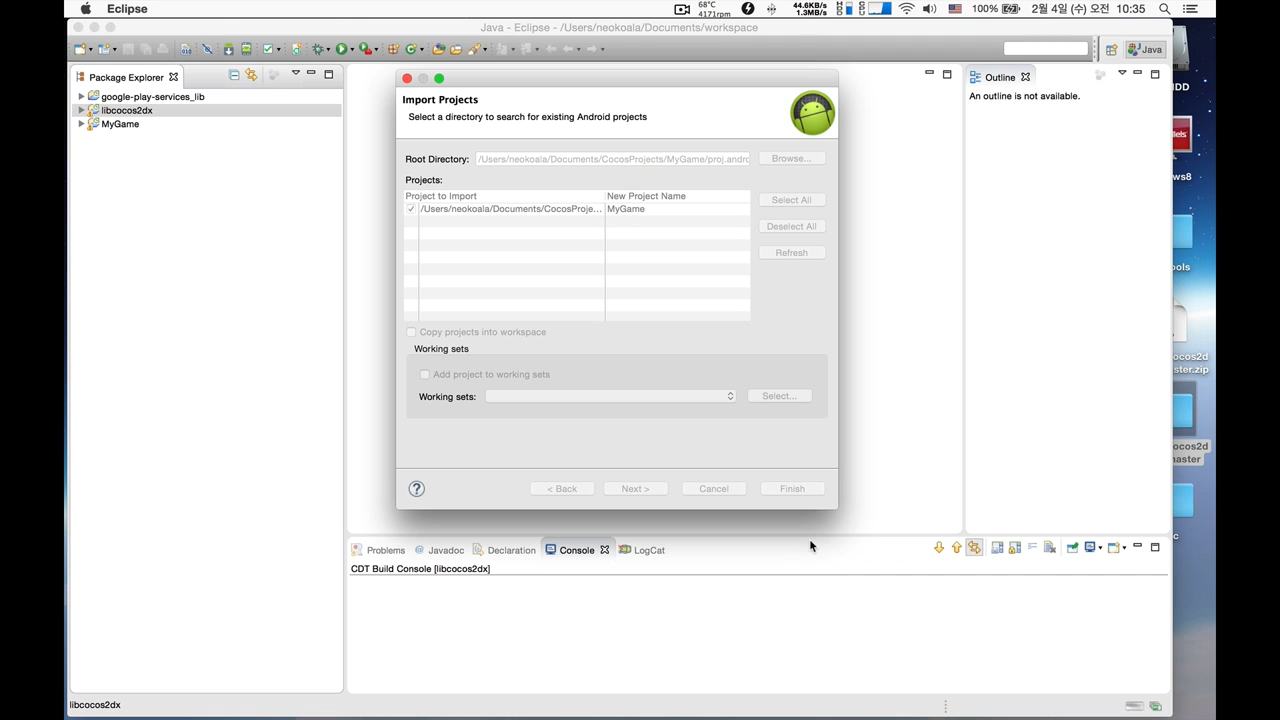 Eclipse
68°C
4171rpm
44.6KB/s
1.3MB/s
100%
2월 4일 (수) 오전 10:35
Java - Eclipse - /Users/neokoala/Documents/workspace
Java
Package Explorer
google-play-services_lib
libcocos2dx
MyGame
Import Projects
Select a directory to search for existing Android projects
Root Directory:
/Users/neokoala/Documents/CocosProjects/MyGame/proj.andrc
Browse...
Projects:
Project to Import
New Project Name
/Users/neokoala/Documents/CocosProje...
MyGame
Select All
Deselect All
Refresh
Copy projects into workspace
Working sets
Add project to working sets
Working sets:
Select...
?
< Back
Next >
Cancel
Finish
Outline
An outline is not available.
Problems
@ Javadoc
Declaration
Console
LogCat
CDT Build Console [libcocos2dx]
libcocos2dx
DD
ws8
ols
ocos2d
ster.zip
ocos2d
master
c